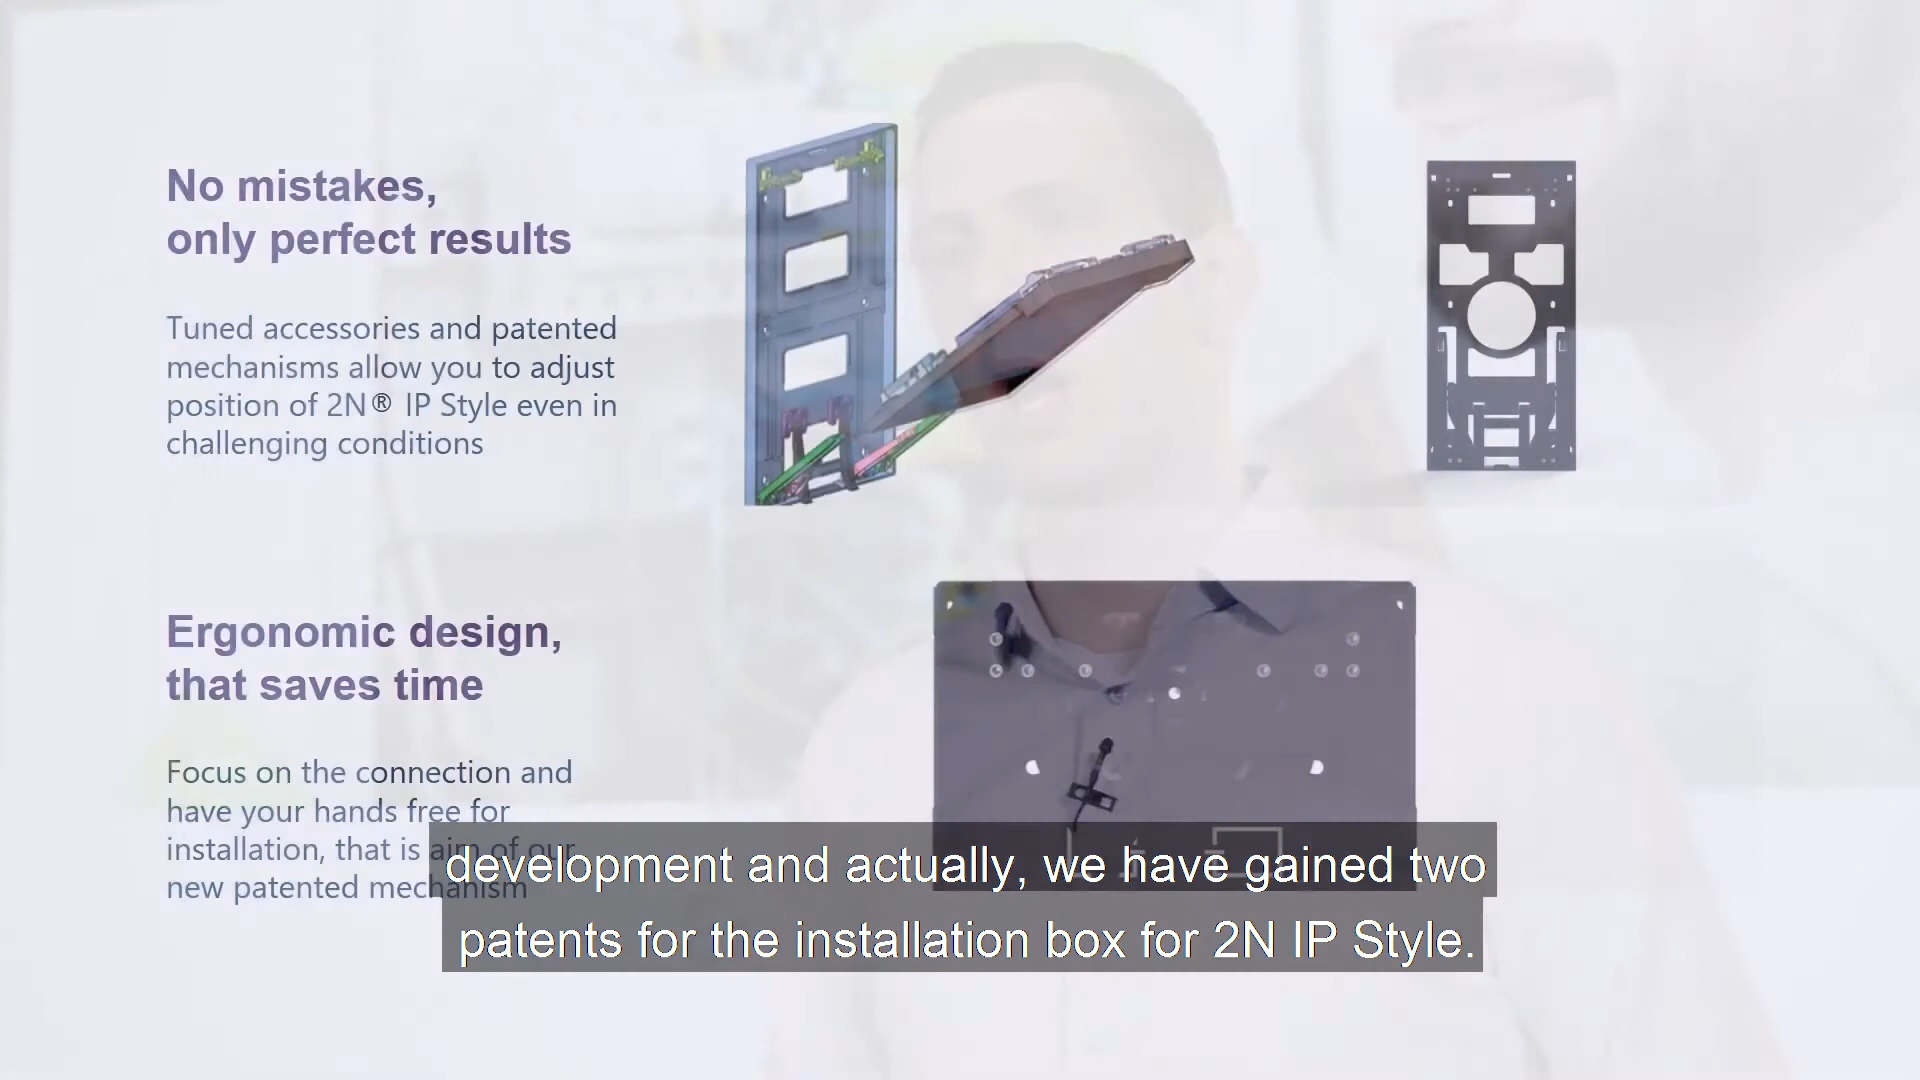 No mistakes,
only perfect results
Tuned accessories and patented
mechanisms allow you to adjust
position of 2N® IP Style even in
challenging conditions
Ergonomic design,
that saves time
Focus on the connection and
have your hands free for
installation, that is aim of our
new patented mechanism
development and actually, we have gained two
patents for the installation box for 2N IP Style.